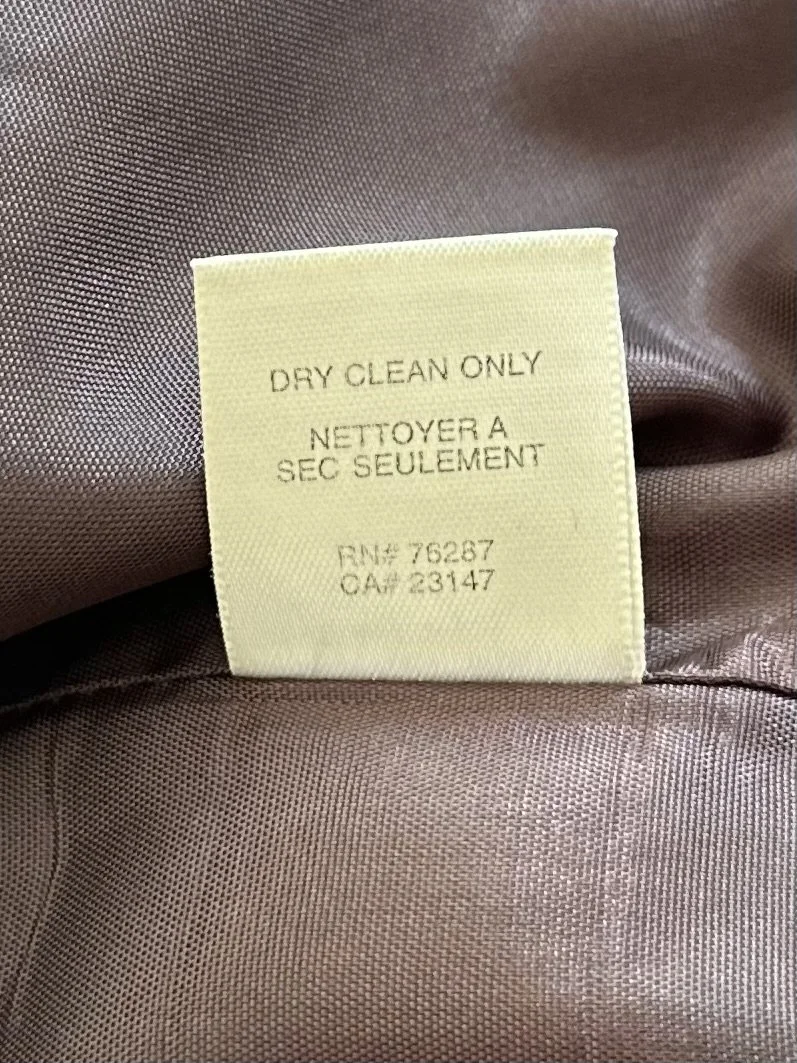 DRY CLEAN ONLY
NETTOYER A
SEC SEULEMENT
RN# 76287
CA# 23147